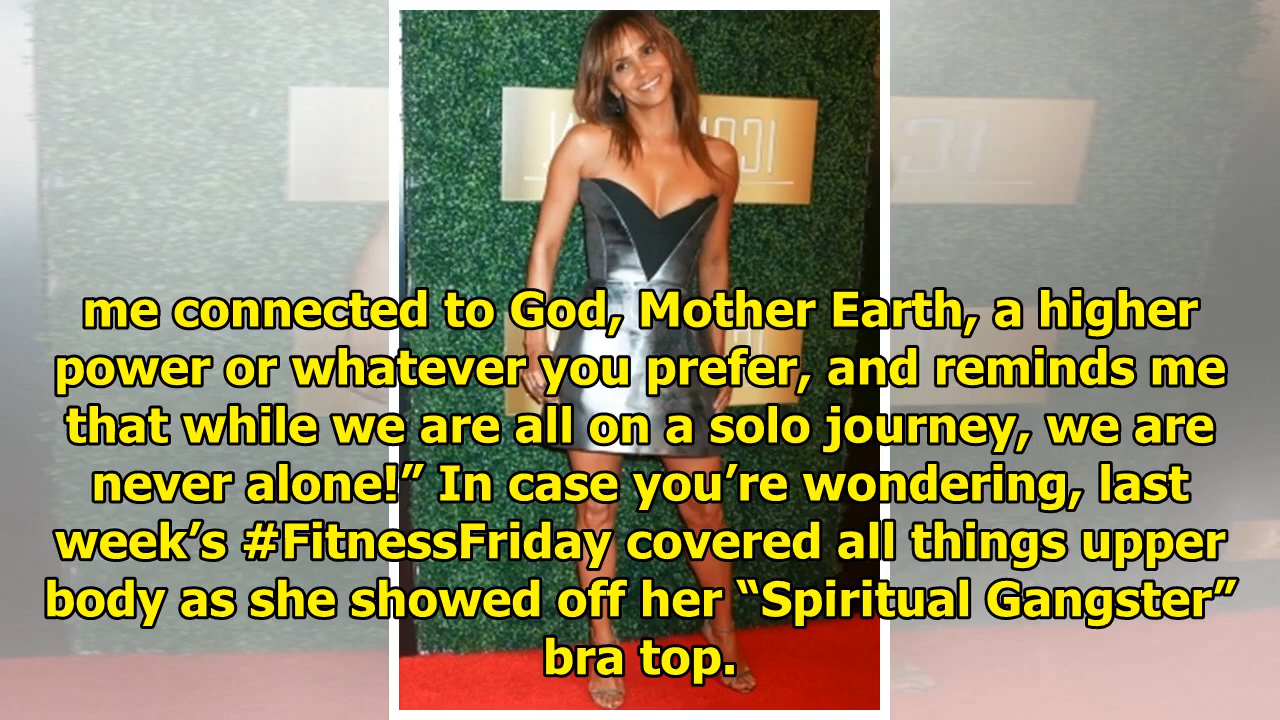 me connected to God, Mother Earth, a higher
power or whatever you prefer, and reminds me
that while we are all on a solo journey, we are
never alone!” In case you’re wondering, last
week’s #FitnessFriday covered all things upper
body as she showed off her “Spiritual Gangster”
bra top.